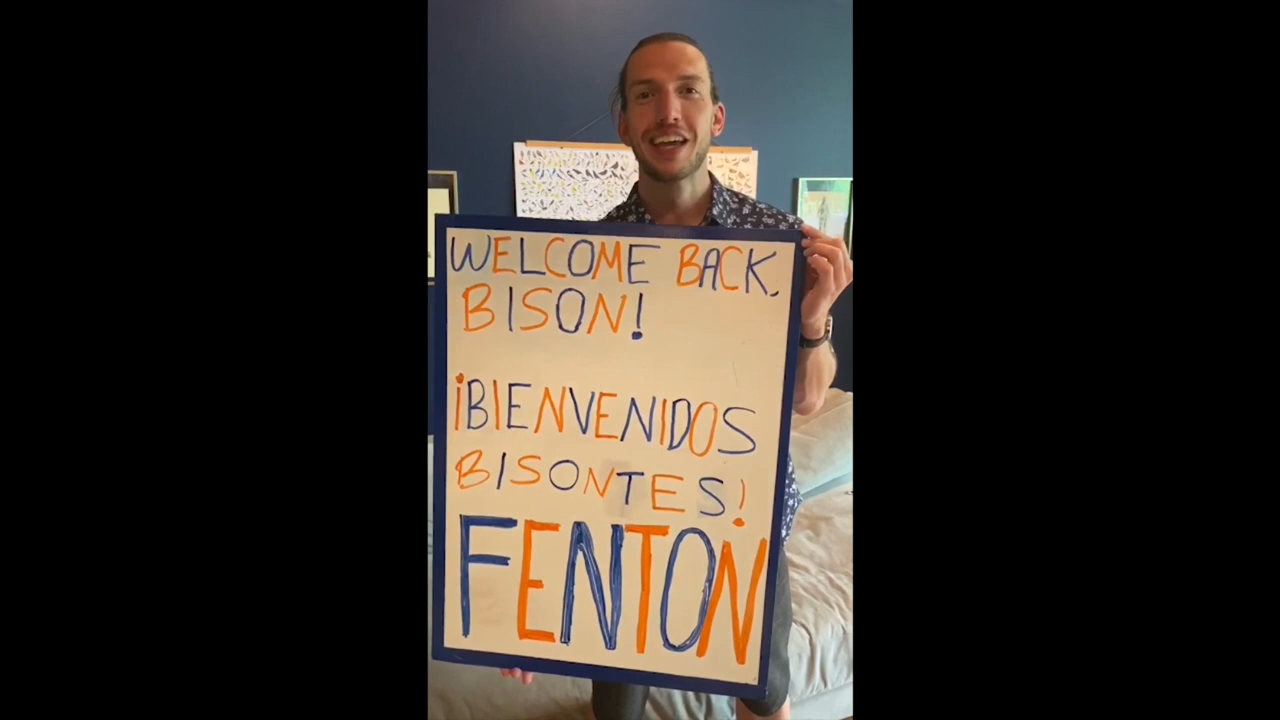 WELCOME BACK,
BISON!
¡BIENVENIDOS
BISONTES!
FENTON